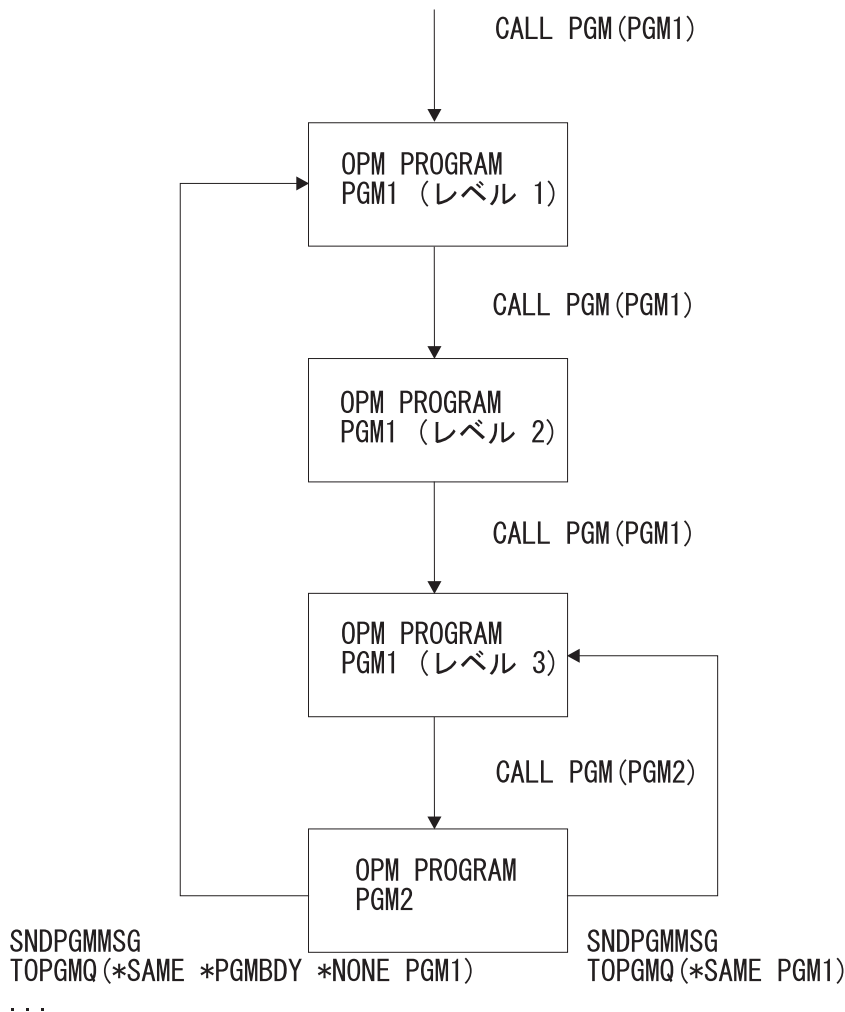 CALL PGM(PGM1)
OPM PROGRAM
PGM1 (レベル 1)
CALL PGM(PGM1)
OPM PROGRAM
PGM1 (レベル 2)
CALL PGM(PGM1)
OPM PROGRAM
PGM1 (レベル 3)
CALL PGM(PGM2)
OPM PROGRAM
PGM2
SNDPGMMSG
TOPGMQ(*SAME *PGMBDY *NONE PGM1)
SNDPGMMSG
TOPGMQ(*SAME PGM1)
...